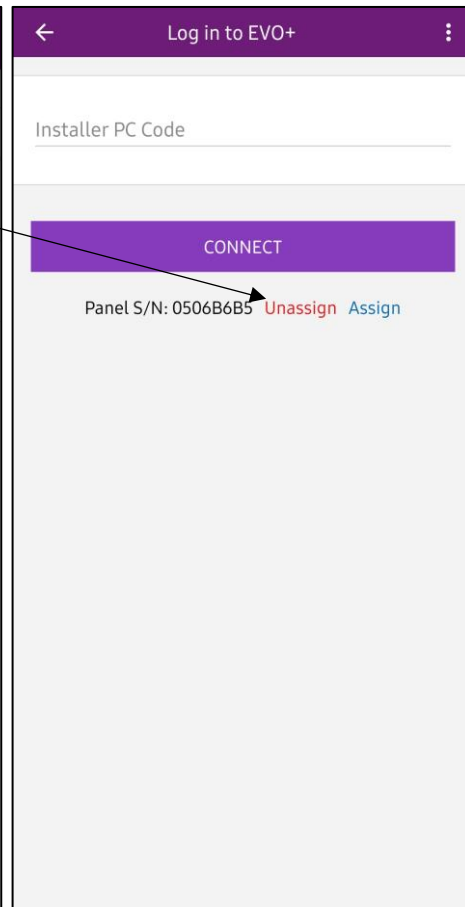 Log in to EVO+
Installer PC Code
CONNECT
Panel S/N: 0506B6B5 Unassign Assign